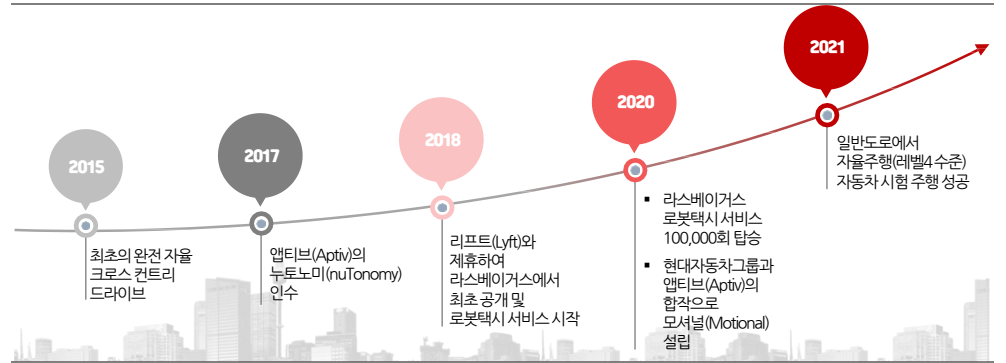 2015
최초의 완전 자율
크로스 컨트리
드라이브
2017
앱티브(Aptiv)의
누토노미(nuTonomy)
인수
2018
리프트(Lyft)와
제휴하여
라스베이거스에서
최초 공개 및
로봇택시 서비스 시작
2020
▪ 라스베이거스
로봇택시 서비스
100,000회 탑승
▪ 현대자동차그룹과
앱티브(Aptiv)의
합작으로
모셔널(Motional)
설립
2021
일반도로에서
자율주행(레벨4 수준)
자동차 시험 주행 성공